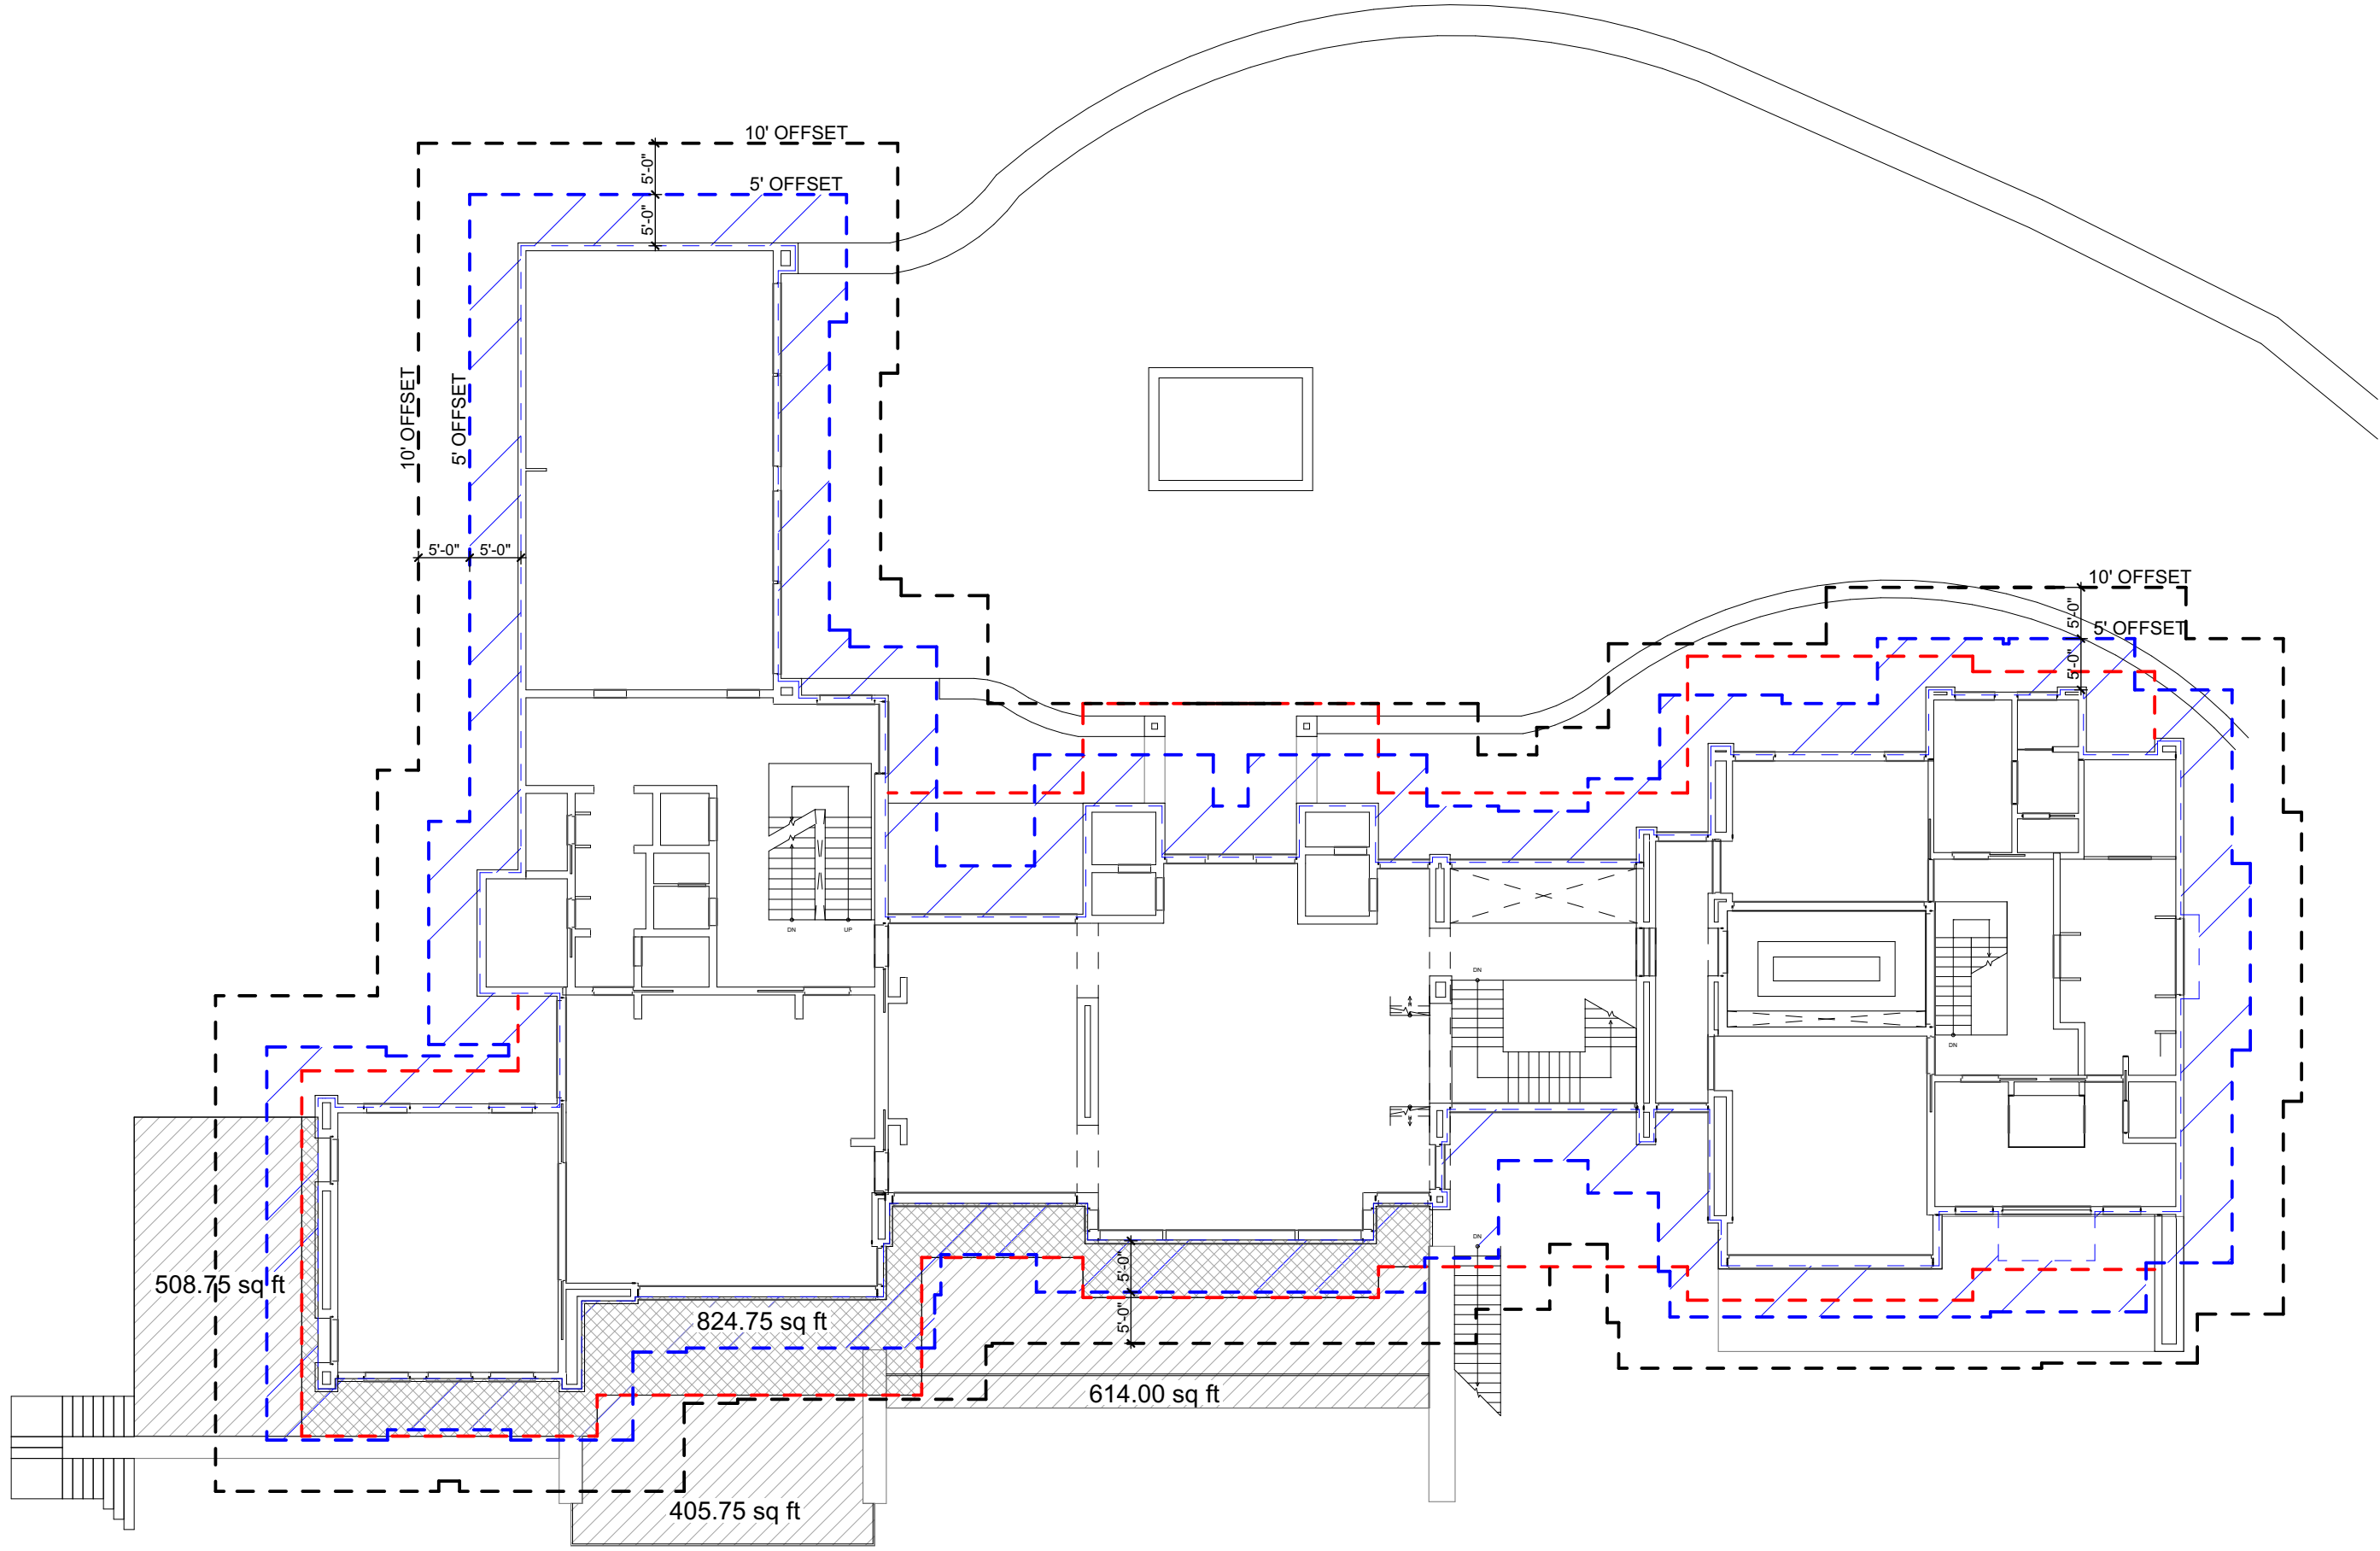 10' OFFSET
5'-0"
5' OFFSET
5'-0"
10' OFFSET
5' OFFSET
5'-0"
5'-0"
10' OFFSET
5'-0"
5' OFFSET
5'-0"
DN
UP
DN
DN
DN
508.75 sq ft
5'-0"
824.75 sq ft
5'-0"
614.00 sq ft
405.75 sq ft